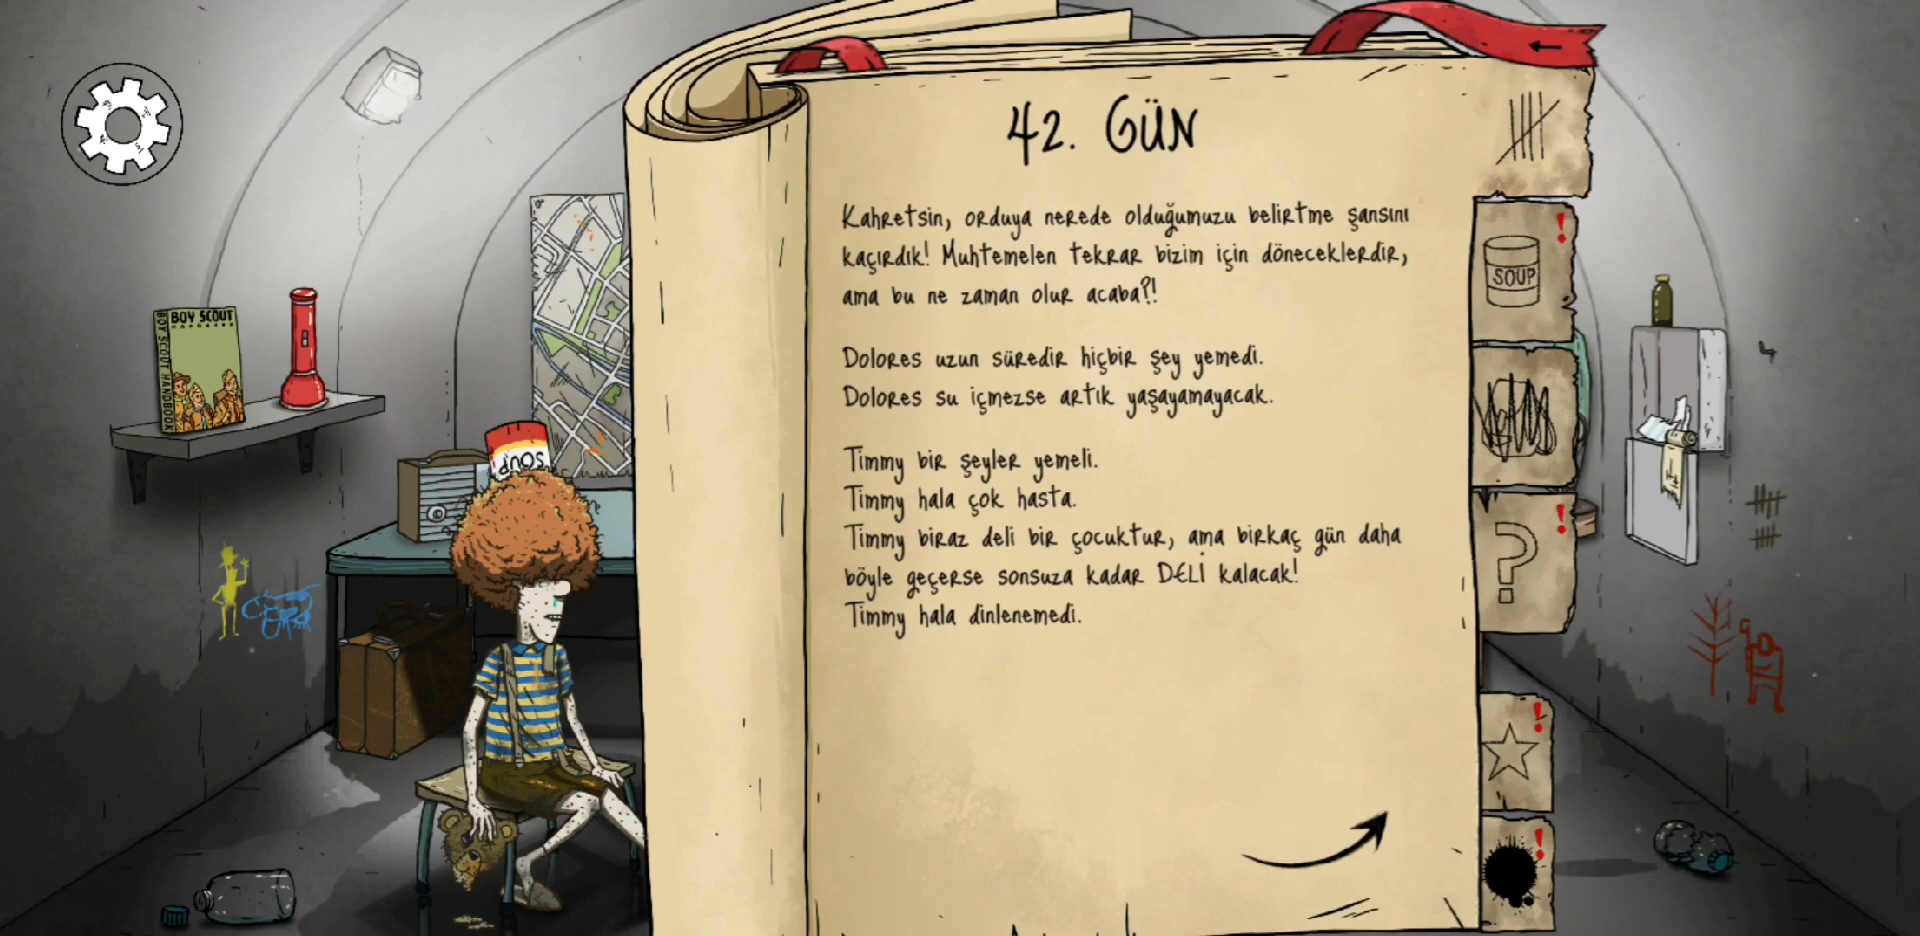 42. GÜN
Kahretsin, orduya nerede olduğumuzu belirtme şansını
kaçırdık! Muhtemelen tekrar bizim için döneceklerdir,
ama bu ne zaman olur acaba?!
Dolores uzun süredir hiçbir şey yemedi.
Dolores su içmezse artık yaşayamayacak.
Timmy bir şeyler yemeli.
Timmy hala çok hasta.
Timmy biraz deli bir çocuktur, ama birkaç gün daha
böyle geçerse sonsuza kadar DELİ kalacak!
Timmy hala dinlenemedi.
SOUP
!
!
?
!
!
BOY SCOUT
BOY SCOUT HANDBOOK
SOUP